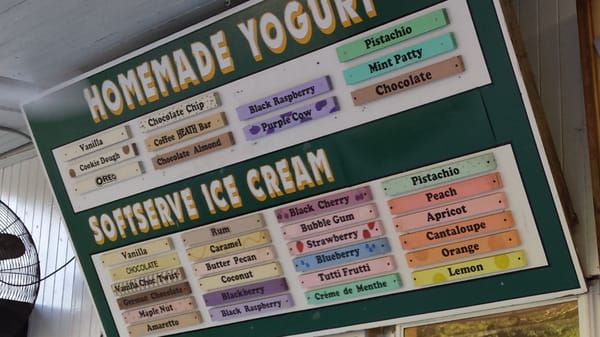 HOMEMADE YOGURT
Vanilla
Cookie Dough
OREO
Chocolate Chip
Coffee HEATH Bar
Chocolate Almond
Black Raspberry
Purple Cow
Pistachio
Mint Patty
Chocolate
SOFTSERVE ICE CREAM
Vanilla
CHOCOLATE
Vanilla Choc Twist
German Chocolate
Maple Nut
Amaretto
Rum
Caramel
Butter Pecan
Coconut
Blackberry
Black Raspberry
Black Cherry
Bubble Gum
Strawberry
Blueberry
Tutti Frutti
Crème de Menthe
Pistachio
Peach
Apricot
Cantaloupe
Orange
Lemon